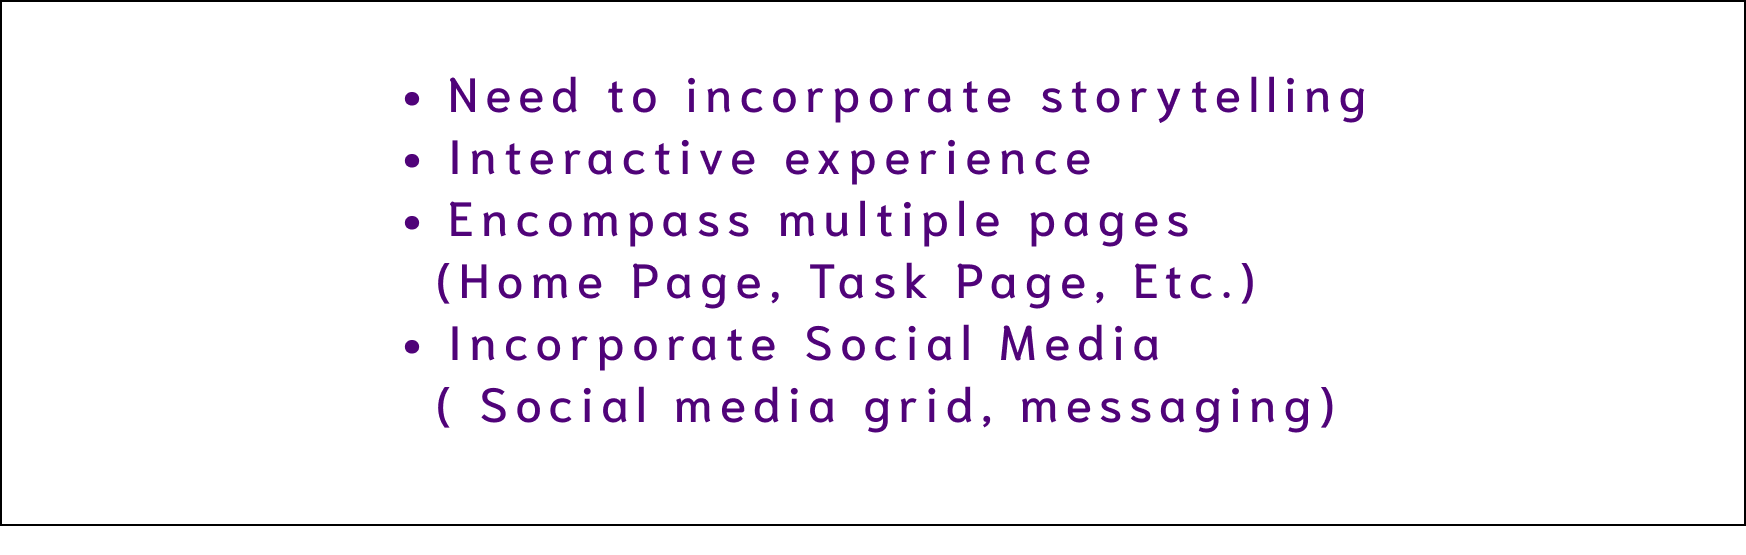 • Need to incorporate storytelling
• Interactive experience
• Encompass multiple pages
(Home Page, Task Page, Etc.)
• Incorporate Social Media
( Social media grid, messaging)